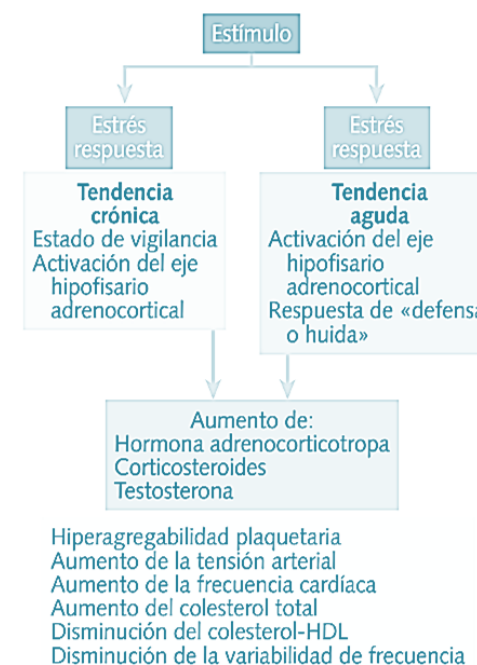 Estímulo
Estrés
respuesta
Tendencia
crónica
Estado de vigilancia
Activación del eje
hipofisario
adrenocortical
Estrés
respuesta
Tendencia
aguda
Activación del eje
hipofisario
adrenocortical
Respuesta de «defensa
o huida»
Aumento de:
Hormona adrenocorticotropa
Corticosteroides
Testosterona
Hiperagregabilidad plaquetaria
Aumento de la tensión arterial
Aumento de la frecuencia cardíaca
Aumento del colesterol total
Disminución del colesterol-HDL
Disminución de la variabilidad de frecuencia